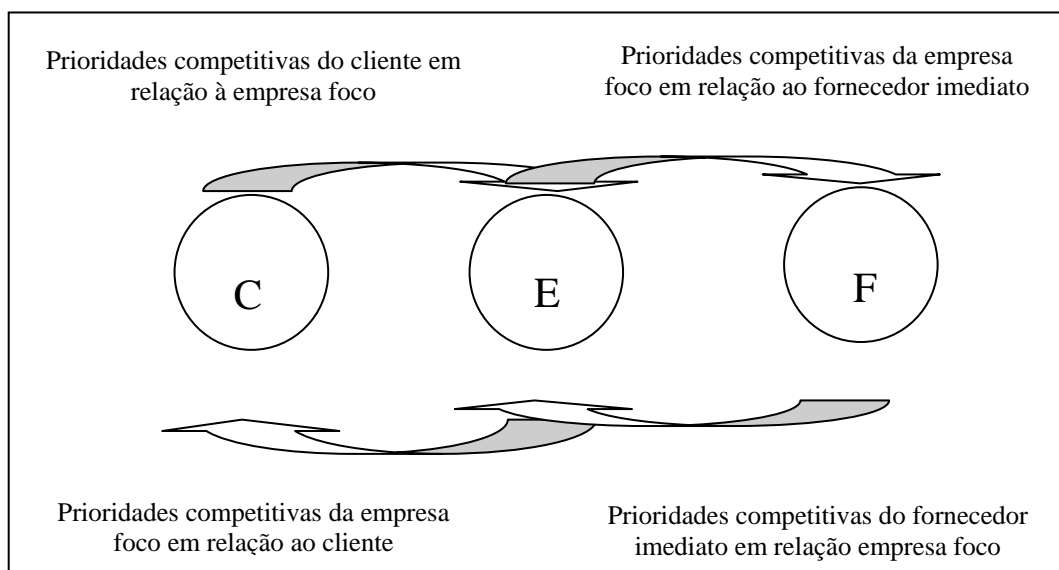 Prioridades competitivas do cliente em
relação à empresa foco
Prioridades competitivas da empresa
foco em relação ao fornecedor imediato
C
E
F
Prioridades competitivas da empresa
foco em relação ao cliente
Prioridades competitivas do fornecedor
imediato em relação empresa foco